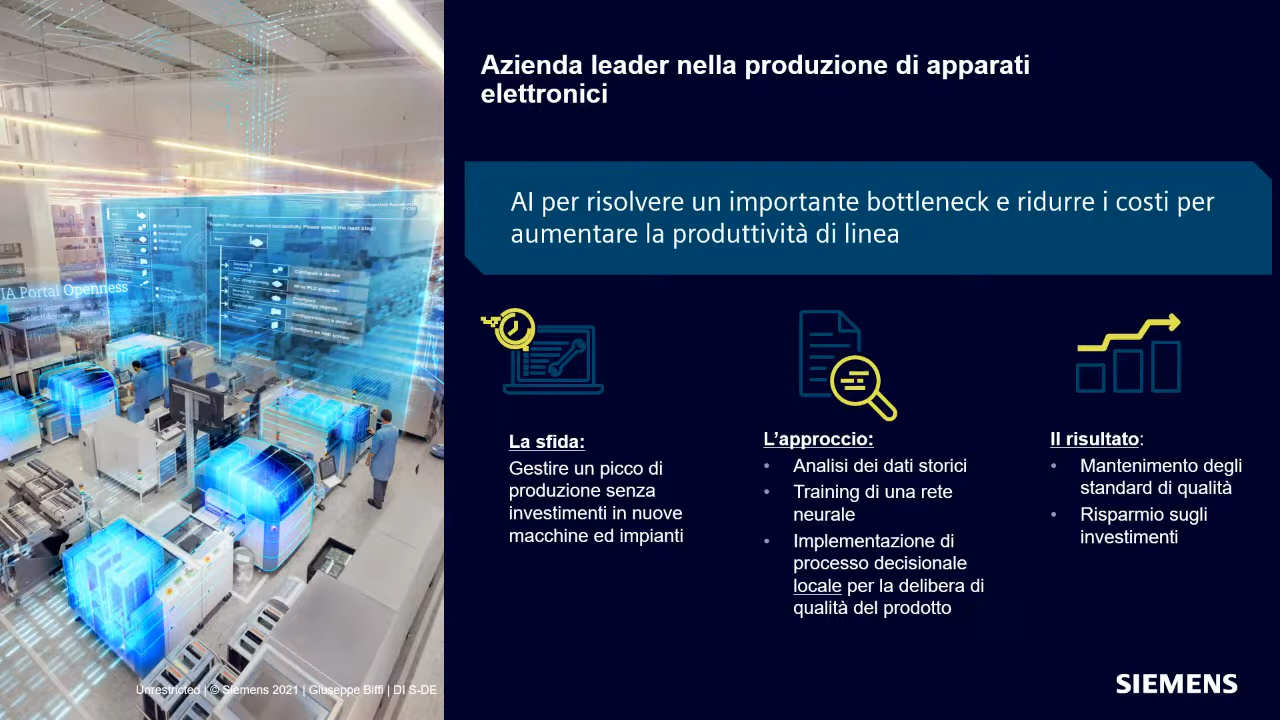 Azienda leader nella produzione di apparati
elettronici
AI per risolvere un importante bottleneck e ridurre i costi per
aumentare la produttività di linea
La sfida:
Gestire un picco di
produzione senza
investimenti in nuove
macchine ed impianti
L’approccio:
• Analisi dei dati storici
• Training di una rete
neurale
• Implementazione di
processo decisionale
locale per la delibera di
qualità del prodotto
Il risultato:
• Mantenimento degli
standard di qualità
• Risparmio sugli
investimenti
IA Portal Openness
Configure a device
Unrestricted | © Siemens 2021 | Giuseppe Biffi | DI S-DE
SIEMENS